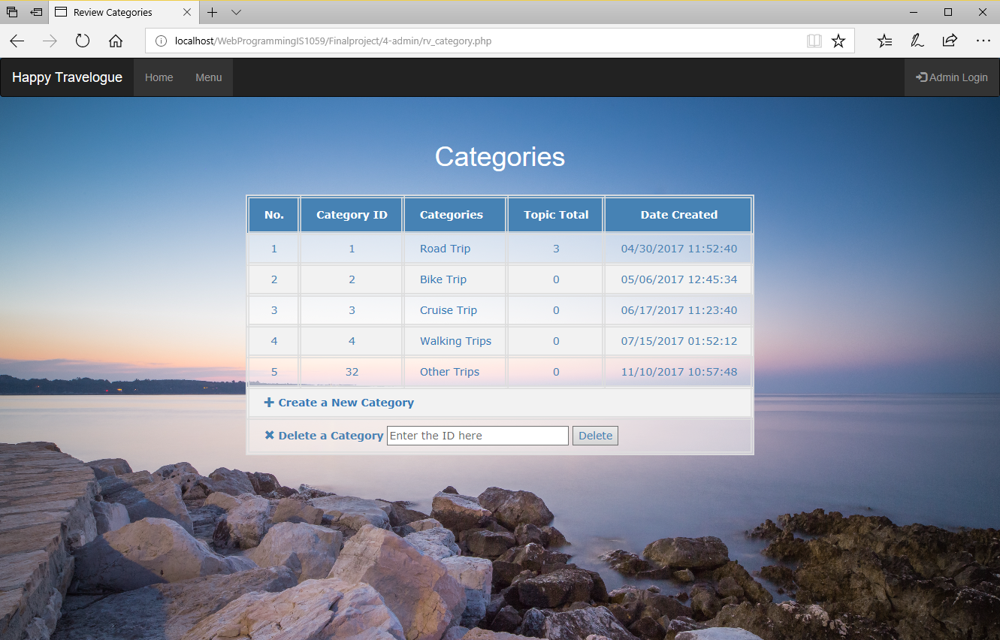 Review Categories
localhost/WebProgrammingIS1059/Finalproject/4-admin/rv_category.php
Happy Travelogue Home Menu Admin Login
Categories
No. Category ID Categories Topic Total Date Created
1 1 Road Trip 3 04/30/2017 11:52:40
2 2 Bike Trip 0 05/06/2017 12:45:34
3 3 Cruise Trip 0 06/17/2017 11:23:40
4 4 Walking Trips 0 07/15/2017 01:52:12
5 32 Other Trips 0 11/10/2017 10:57:48
Create a New Category
Delete a Category Enter the ID here Delete